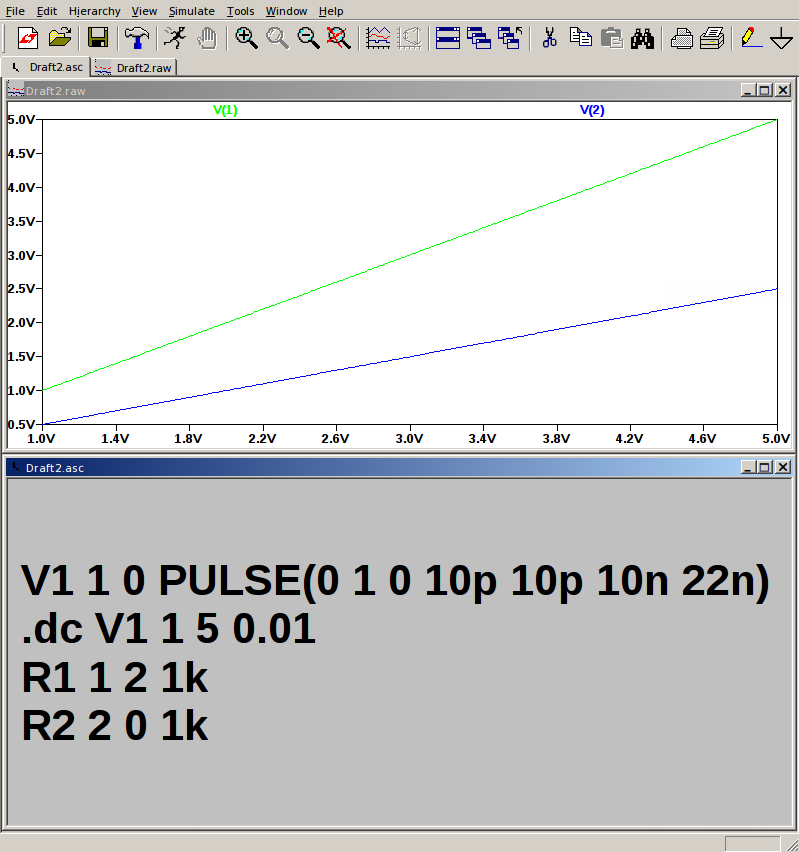 File Edit Hierarchy View Simulate Tools Window Help
Draft2.asc Draft2.raw
Draft2.raw
V(1) V(2)
5.0V
4.5V
4.0V
3.5V
3.0V
2.5V
2.0V
1.5V
1.0V
0.5V
1.0V 1.4V 1.8V 2.2V 2.6V 3.0V 3.4V 3.8V 4.2V 4.6V 5.0V
Draft2.asc
V1 1 0 PULSE(0 1 0 10p 10p 10n 22n)
.dc V1 1 5 0.01
R1 1 2 1k
R2 2 0 1k